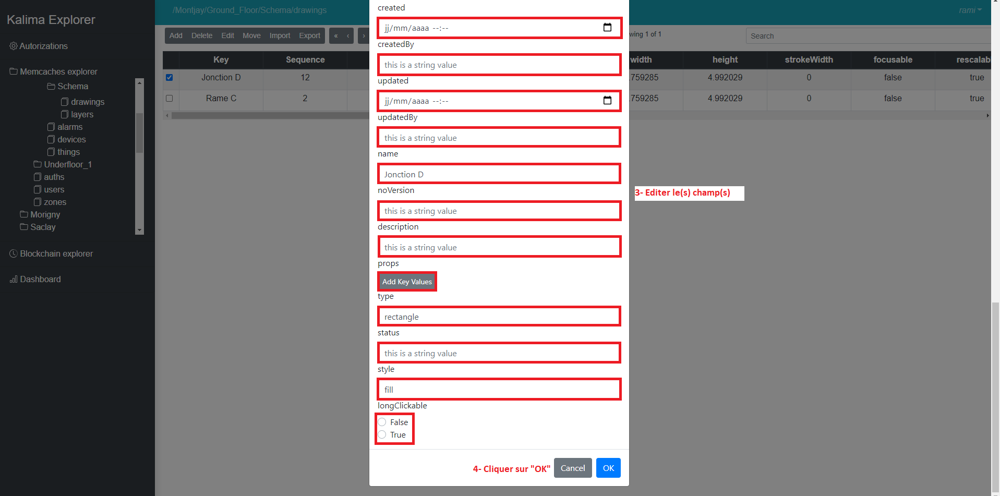 Kalima Explorer
Autorizations
Memcaches explorer
Schema
drawings
layers
alarms
devices
things
Underfloor_1
auths
users
zones
Morigny
Saclay
Blockchain explorer
Dashboard
/Montjay/Ground_Floor/Schema/drawings
rami
Add Delete Edit Move Import Export « ‹ ›
wing 1 of 1
Search
Key Sequence width height strokeWidth focusable rescalab
Jonction D 12 .759285 4.992029 0 false true
Rame C 2 .759285 4.992029 0 false true
created
jj/mm/aaaa --:--
createdBy
this is a string value
updated
jj/mm/aaaa --:--
updatedBy
this is a string value
name
Jonction D
noVersion
this is a string value
description
this is a string value
props
Add Key Values
type
rectangle
status
this is a string value
style
fill
longClickable
False
True
3- Editer le(s) champ(s)
4- Cliquer sur "OK"
Cancel
OK